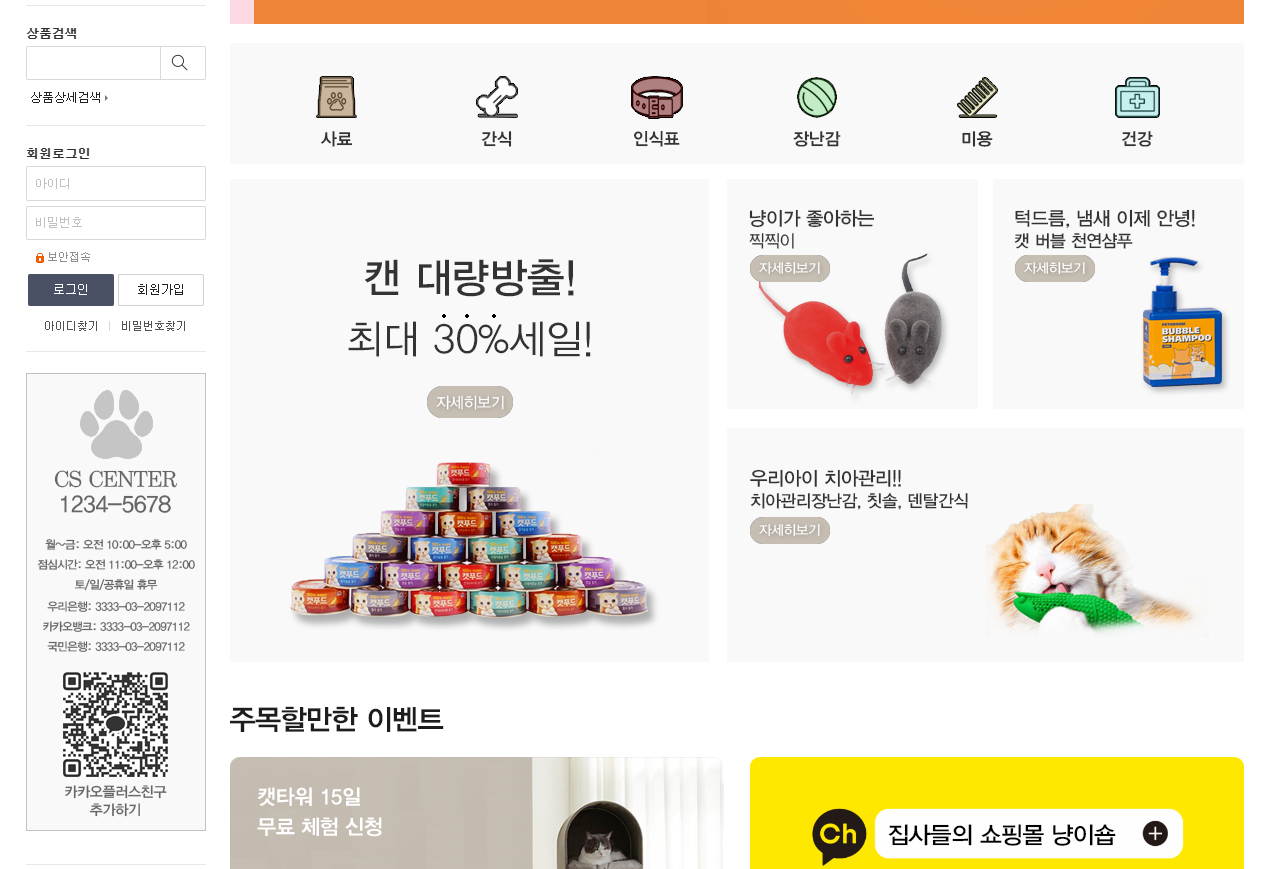 상품검색
상품상세검색
회원로그인
아이디
비밀번호
보안접속
로그인 회원가입
아이디찾기 | 비밀번호찾기
CS CENTER
1234-5678
월~금: 오전 10:00-오후 5:00
점심시간: 오전 11:00-오후 12:00
토/일/공휴일 휴무
우리은행: 3333-03-2097112
카카오뱅크: 3333-03-2097112
국민은행: 3333-03-2097112
카카오플러스친구
추가하기
사료 간식 인식표 장난감 미용 건강
캔 대량방출!
최대 30%세일!
자세히보기
캣푸드
냥이가 좋아하는
찍찍이
자세히보기
턱드름, 냄새 이제 안녕!
캣 버블 천연샴푸
자세히보기
BUBBLE
SHAMPOO
우리아이 치아관리!!
치아관리장난감, 칫솔, 덴탈간식
자세히보기
주목할만한 이벤트
캣타워 15일
무료 체험 신청
Ch 집사들의 쇼핑몰 냥이숍